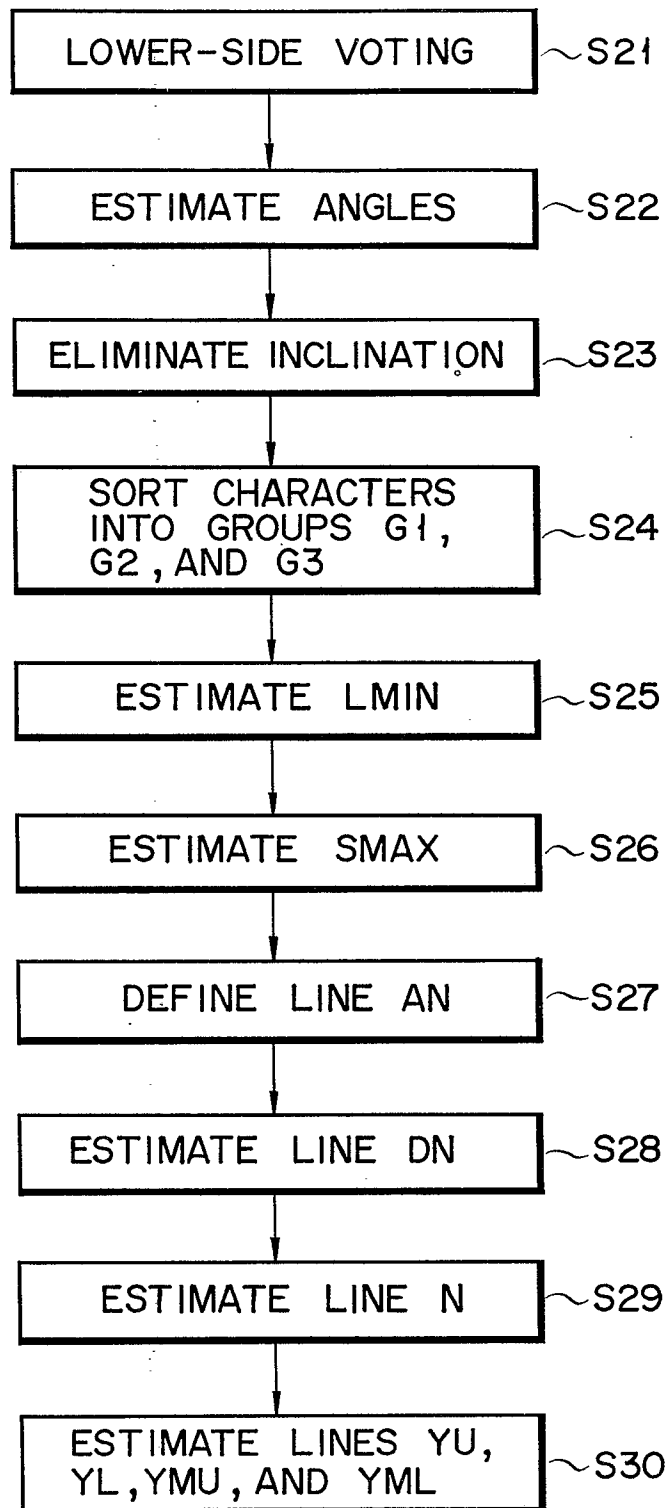 LOWER-SIDE VOTING S21
ESTIMATE ANGLES S22
ELIMINATE INCLINATION S23
SORT CHARACTERS
INTO GROUPS G1, S24
G2, AND G3
ESTIMATE LMIN S25
ESTIMATE SMAX S26
DEFINE LINE AN S27
ESTIMATE LINE DN S28
ESTIMATE LINE N S29
ESTIMATE LINES YU, S30
YL, YMU, AND YML